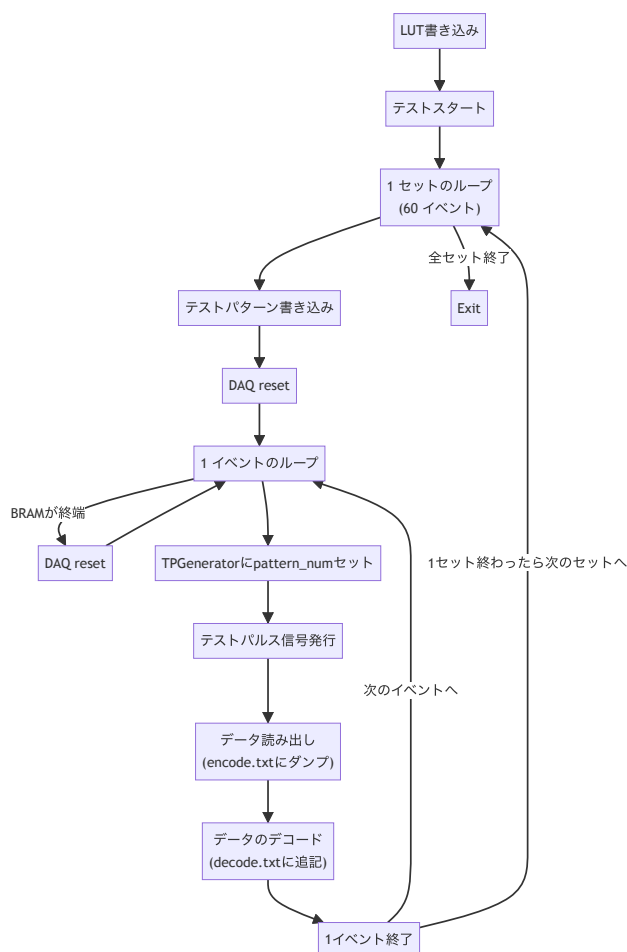 LUT書き込み
テストスタート
1 セットのループ
(60 イベント)
全セット終了
テストパターン書き込み
Exit
DAQ reset
1 イベントのループ
BRAMが終端
DAQ reset
TPGeneratorにpattern_numセット
1セット終わったら次のセットへ
テストパルス信号発行
次のイベントへ
データ読み出し
(encode.txtにダンプ)
データのデコード
(decode.txtに追記)
1イベント終了